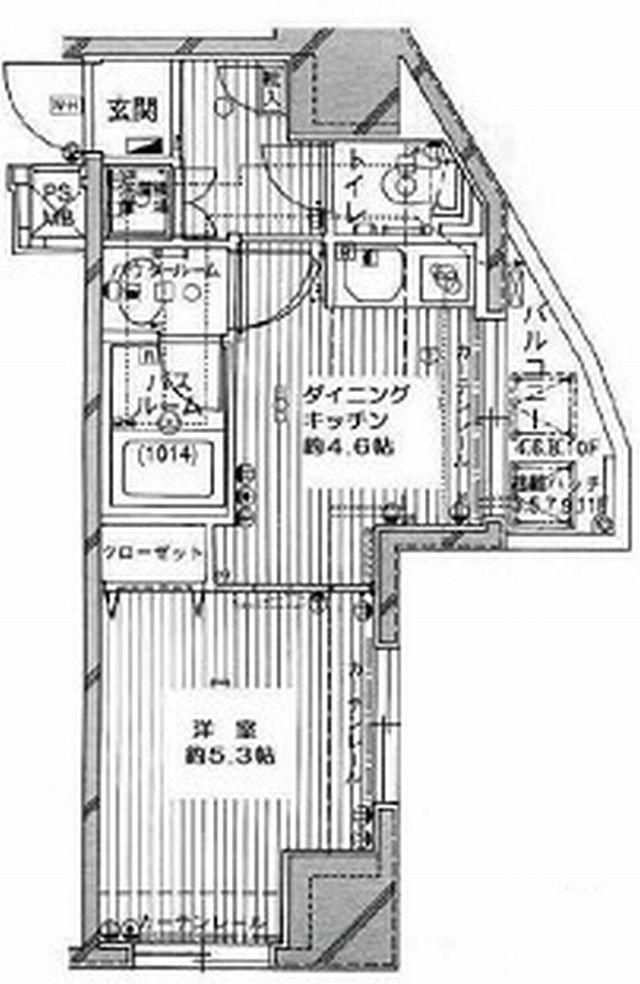 玄関
物入
トイレ
PS
MB
パウダールーム
バス
ルーム
(1014)
ダイニング
キッチン
約4.6帖
カーテンレール
バルコニー
4.6.8.10F
避難ハッチ
3.5.7.9.11F
クローゼット
洋室
約5.3帖
カーテンレール
カーテンレール